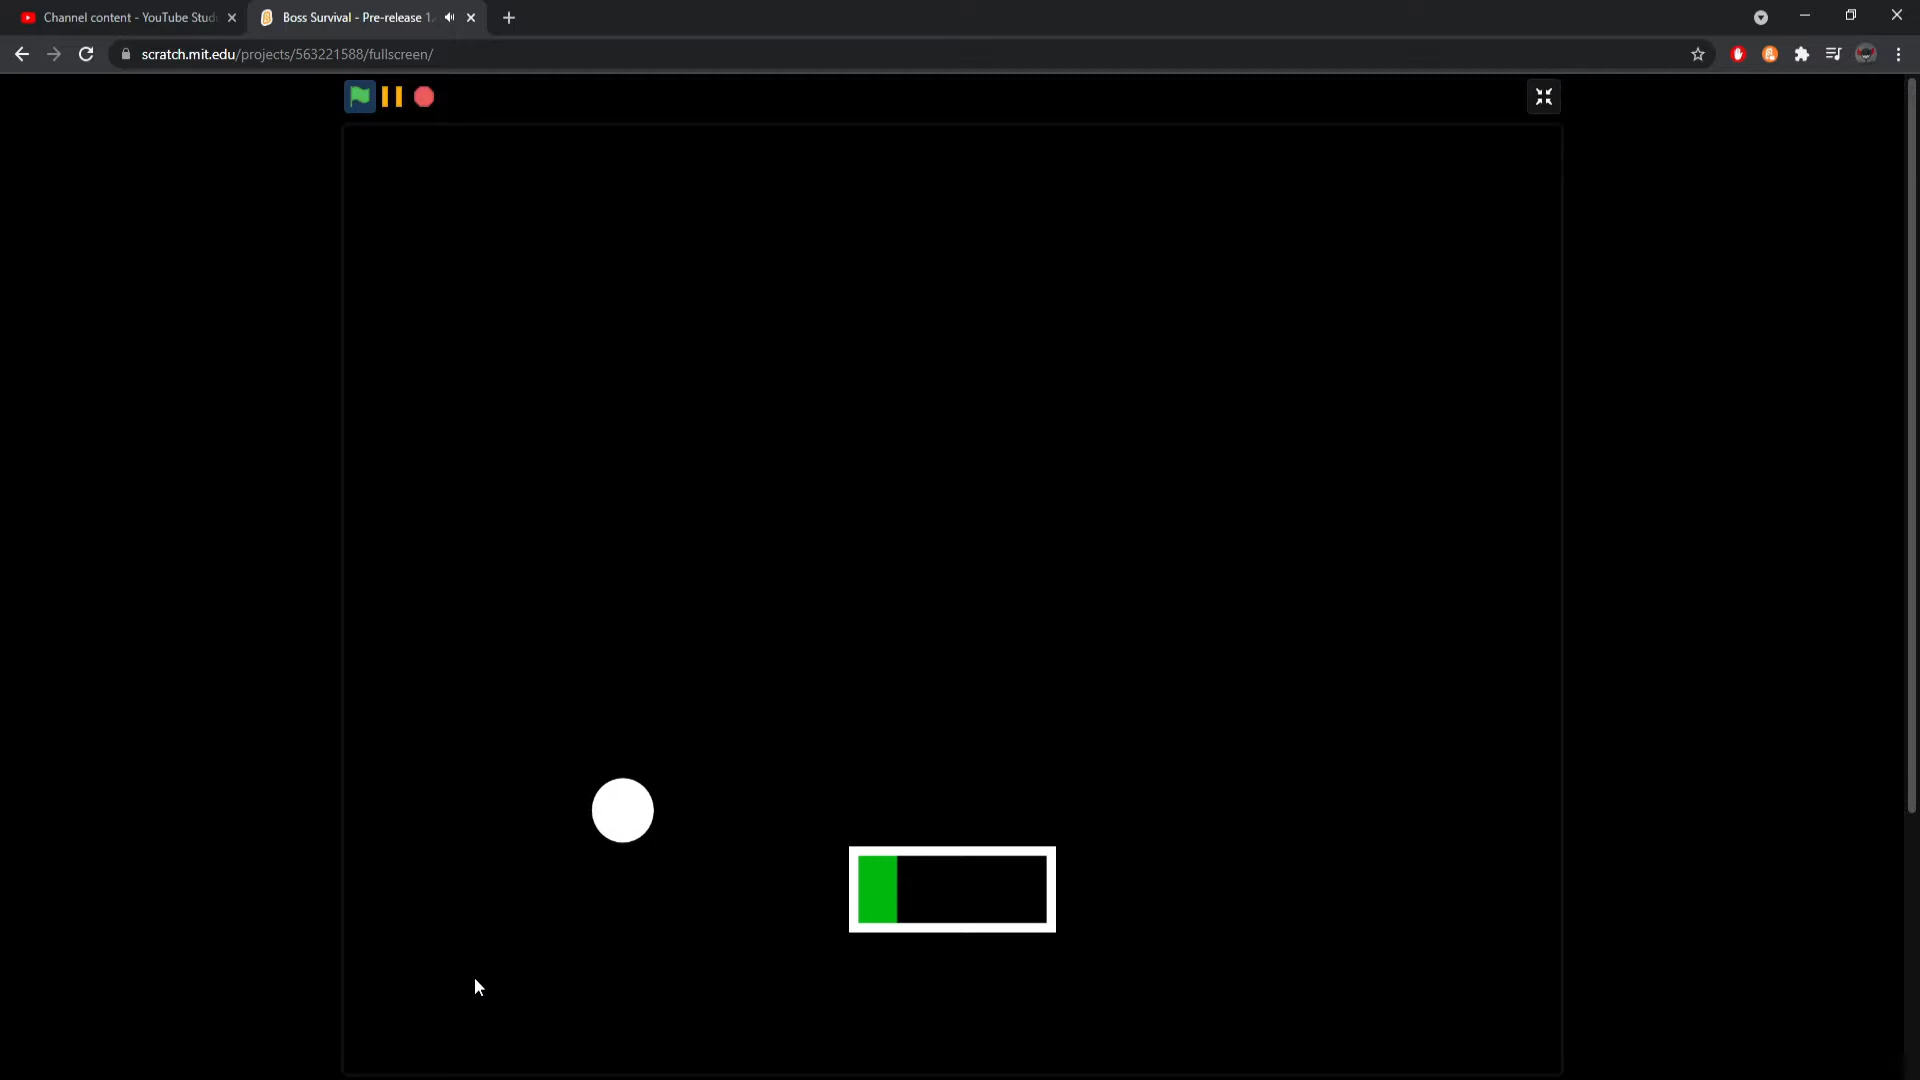 Channel content - YouTube Stud
Boss Survival - Pre-release 1.
scratch.mit.edu/projects/563221588/fullscreen/